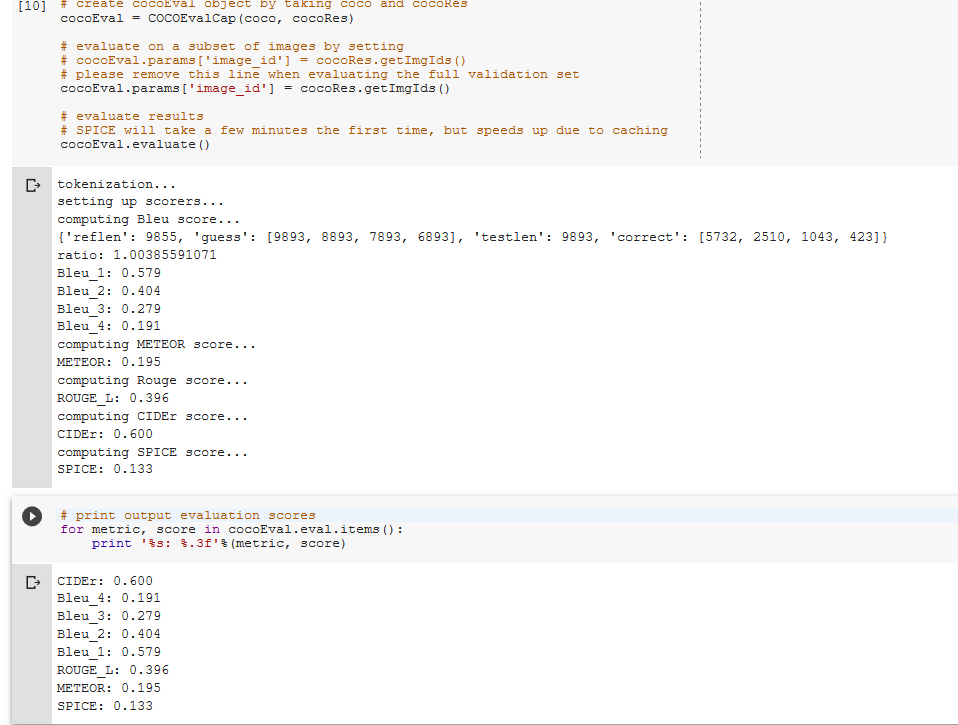 [10] # create cocoEval object by taking coco and cocoRes
cocoEval = COCOEvalCap(coco, cocoRes)
# evaluate on a subset of images by setting
# cocoEval.params['image_id'] = cocoRes.getImgIds()
# please remove this line when evaluating the full validation set
cocoEval.params['image_id'] = cocoRes.getImgIds()
# evaluate results
# SPICE will take a few minutes the first time, but speeds up due to caching
cocoEval.evaluate()
tokenization...
setting up scorers...
computing Bleu score...
{'reflen': 9855, 'guess': [9893, 8893, 7893, 6893], 'testlen': 9893, 'correct': [5732, 2510, 1043, 423]}
ratio: 1.00385591071
Bleu_1: 0.579
Bleu_2: 0.404
Bleu_3: 0.279
Bleu_4: 0.191
computing METEOR score...
METEOR: 0.195
computing Rouge score...
ROUGE_L: 0.396
computing CIDEr score...
CIDEr: 0.600
computing SPICE score...
SPICE: 0.133
# print output evaluation scores
for metric, score in cocoEval.eval.items():
print '%s: %.3f'%(metric, score)
CIDEr: 0.600
Bleu_4: 0.191
Bleu_3: 0.279
Bleu_2: 0.404
Bleu_1: 0.579
ROUGE_L: 0.396
METEOR: 0.195
SPICE: 0.133